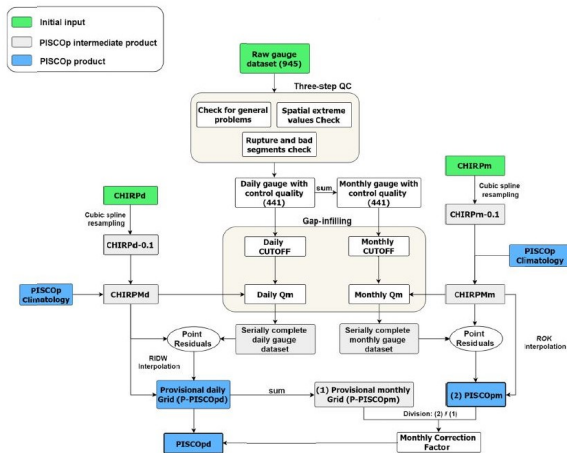 Initial input
PISCOp intermediate product
PISCOp product
Raw gauge
dataset (945)
Three-step QC
Check for general
problems
Spatial extreme
values Check
Rupture and bad
segments check
Daily gauge with
control quality
(441)
sum
Monthly gauge with
control quality
(441)
CHIRPd
Cubic spline
resampling
CHIRPd-0.1
PISCOp
Climatology
CHIRPMd
CHIRPm
Cubic spline
resampling
CHIRPm-0.1
PISCOp
Climatology
CHIRPMm
Gap-infilling
Daily
CUTOFF
Monthly
CUTOFF
Daily Qm
Monthly Qm
Serially complete
daily gauge
dataset
Serially complete
monthly gauge
dataset
Point
Residuals
Point
Residuals
RIDW
Interpolation
ROK
Interpolation
Provisional daily
Grid (P-PISCOpd)
sum
(1) Provisional monthly
Grid (P-PISCOpm)
(2) PISCOpm
Division: (2) / (1)
PISCOpd
Monthly Correction
Factor